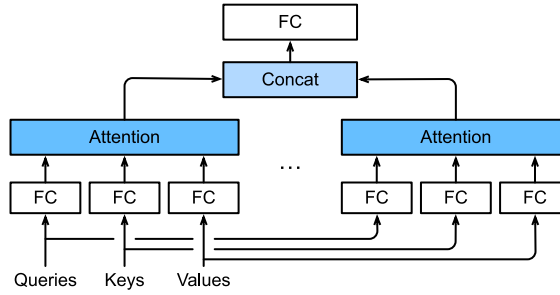 FC
Concat
Attention Attention
...
FC FC FC FC FC FC
Queries Keys Values